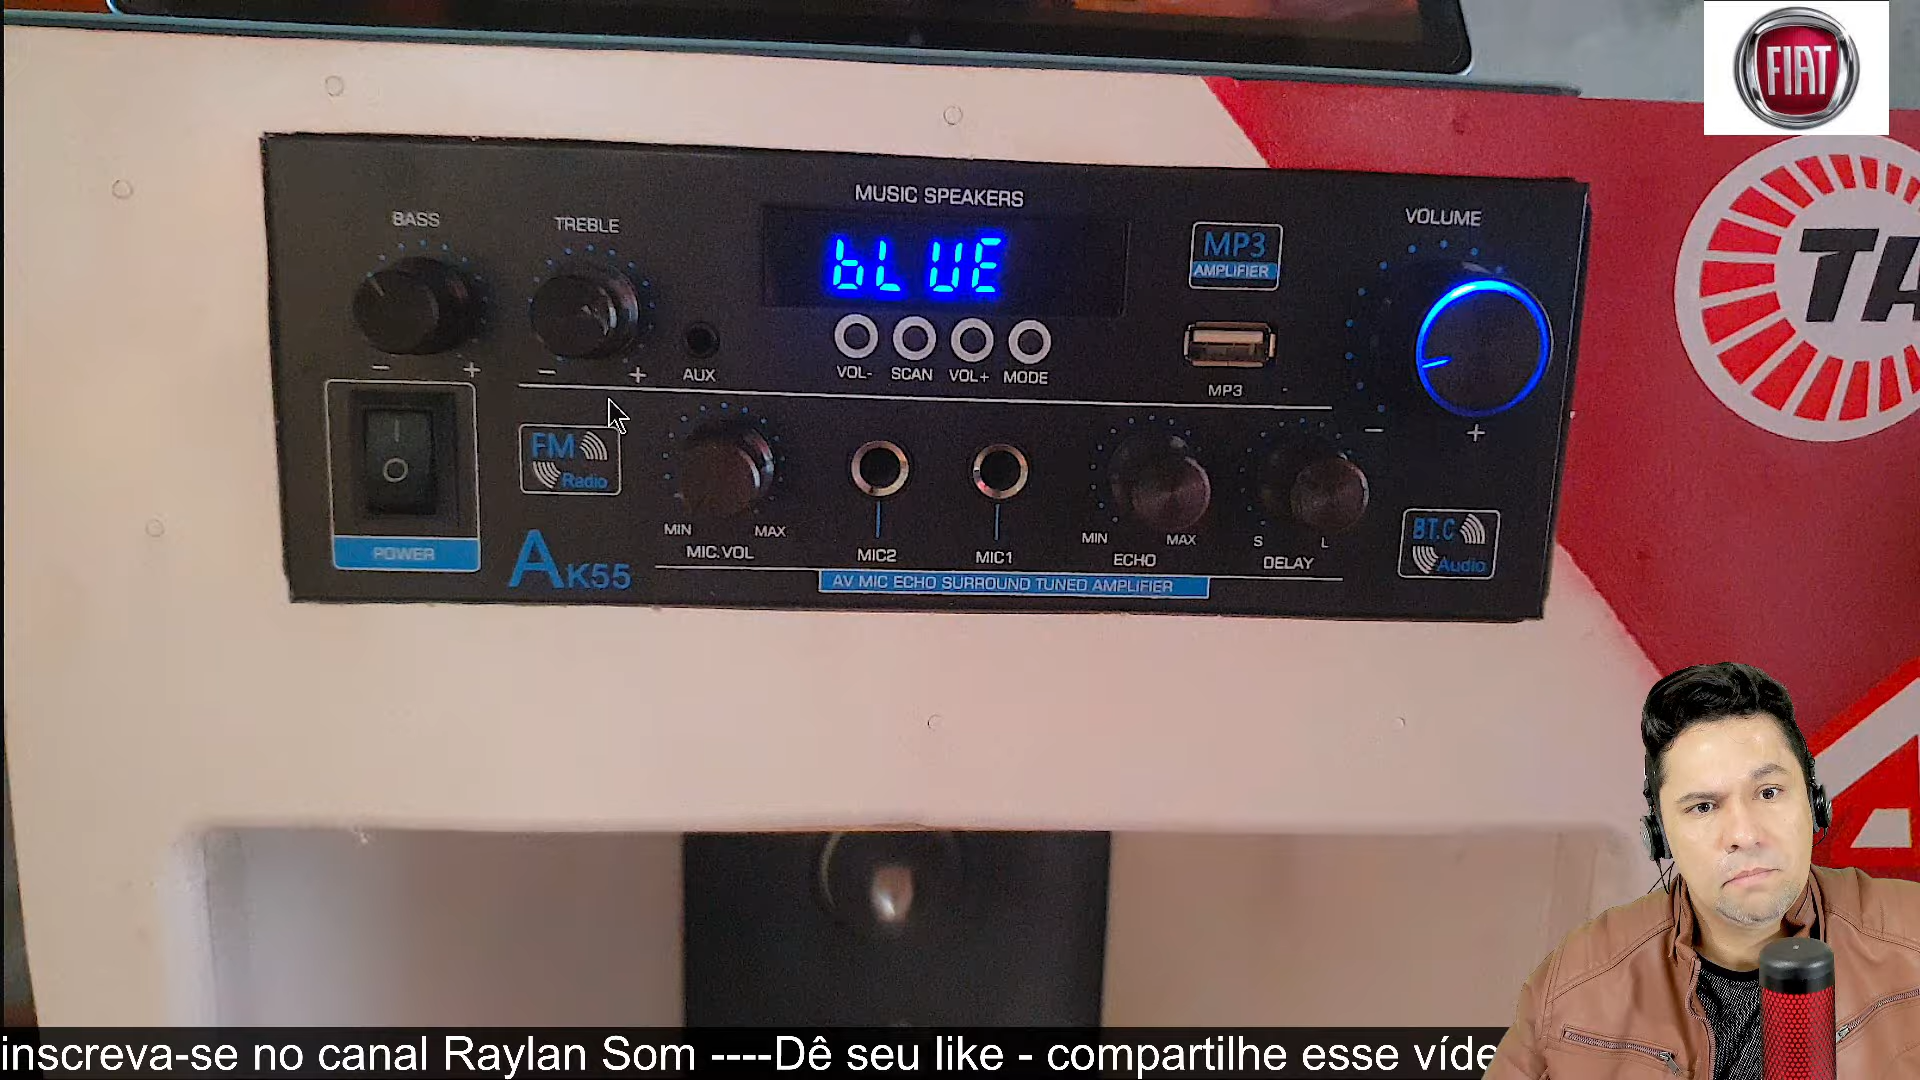 FIAT
MUSIC SPEAKERS
BASS
TREBLE
VOLUME
bLUE
MP3
AMPLIFIER
TA
VOL- SCAN VOL+ MODE
AUX
MP3
- + - +
- +
FM
Radio
POWER
MIN MAX
MIC.VOL
MIC2
MIC1
MIN MAX
ECHO
S L
DELAY
BT.C
Audio
AK55
AV MIC ECHO SURROUND TUNED AMPLIFIER
inscreva-se no canal Raylan Som ----Dê seu like - compartilhe esse víde